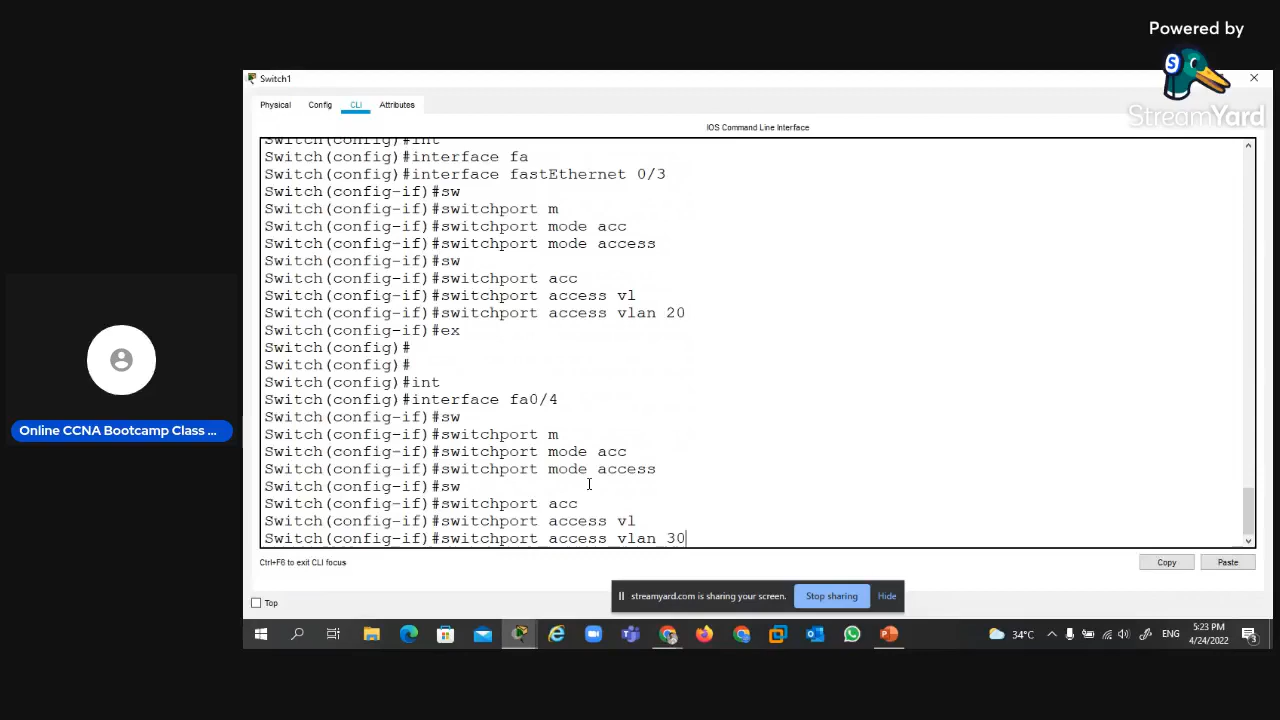 Powered by
StreamYard
Switch1
Physical Config CLI Attributes
IOS Command Line Interface
Switch(config)#int
Switch(config)#interface fa
Switch(config)#interface fastEthernet 0/3
Switch(config-if)#sw
Switch(config-if)#switchport m
Switch(config-if)#switchport mode acc
Switch(config-if)#switchport mode access
Switch(config-if)#sw
Switch(config-if)#switchport acc
Switch(config-if)#switchport access vl
Switch(config-if)#switchport access vlan 20
Switch(config-if)#ex
Switch(config)#
Switch(config)#
Switch(config)#int
Switch(config)#interface fa0/4
Switch(config-if)#sw
Switch(config-if)#switchport m
Switch(config-if)#switchport mode acc
Switch(config-if)#switchport mode access
Switch(config-if)#sw
Switch(config-if)#switchport acc
Switch(config-if)#switchport access vl
Switch(config-if)#switchport access vlan 30
Online CCNA Bootcamp Class ...
Ctrl+F6 to exit CLI focus
Copy Paste
streamyard.com is sharing your screen. Stop sharing Hide
Top
34°C ENG 5:23 PM
4/24/2022
3